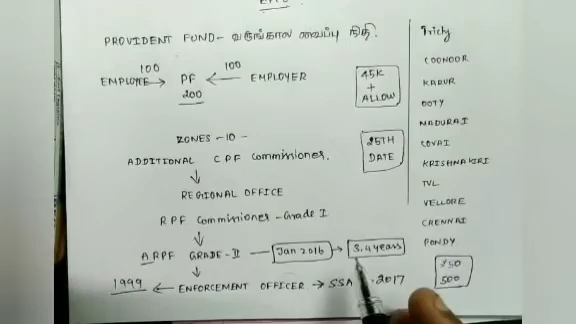 PROVIDENT FUND - வருங்கால வைப்பு நிதி.
100 100
EMPLOYEE → PF ← EMPLOYER
200
45K
+
ALLOW
ZONES - 10 -
25TH
DATE
ADDITIONAL CPF Commissioner.
↓
REGIONAL OFFICE
RPF Commissioner - Grade I
↓
ARPF GRADE - II — Jan 2016 → 3.4 years
↓
1999 ← ENFORCEMENT OFFICER → SSA 2017
Trichy
COONOOR
KARUR
OOTY
MADURAI
COVAI
KRISHNAKIRI
TVL
VELLORE
CHENNAI
PONDY
250
500